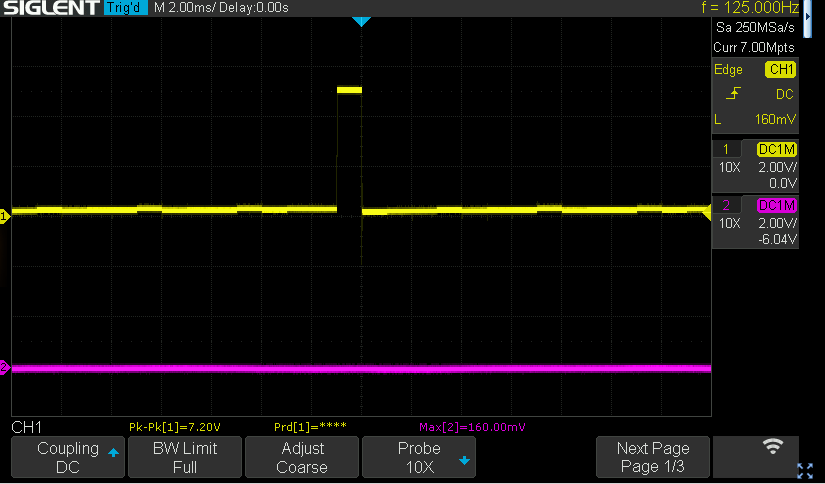 SIGLENT Trig'd M 2.00ms/ Delay:0.00s f = 125.000Hz
Sa 250MSa/s
Curr 7.00Mpts
Edge CH1
DC
L 160mV
1 DC1M
10X 2.00V/
0.0V
2 DC1M
10X 2.00V/
-6.04V
1
2
CH1 Pk-Pk[1]=7.20V Prd[1]=**** Max[2]=160.00mV
Coupling BW Limit Adjust Probe Next Page
DC Full Coarse 10X Page 1/3